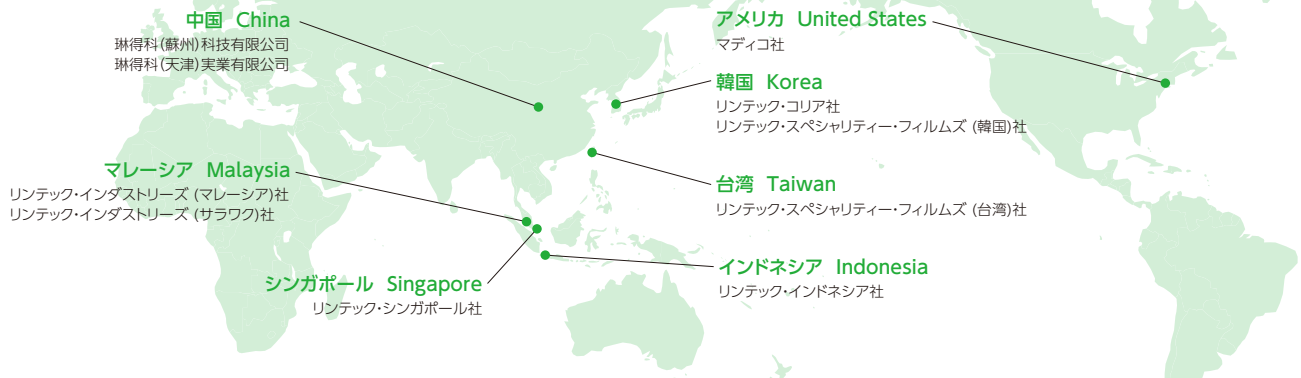 中国 China
琳得科(蘇州)科技有限公司
琳得科(天津)実業有限公司
マレーシア Malaysia
リンテック・インダストリーズ (マレーシア)社
リンテック・インダストリーズ (サラワク)社
シンガポール Singapore
リンテック・シンガポール社
アメリカ United States
マディコ社
韓国 Korea
リンテック・コリア社
リンテック・スペシャリティー・フィルムズ (韓国)社
台湾 Taiwan
リンテック・スペシャリティー・フィルムズ (台湾)社
インドネシア Indonesia
リンテック・インドネシア社